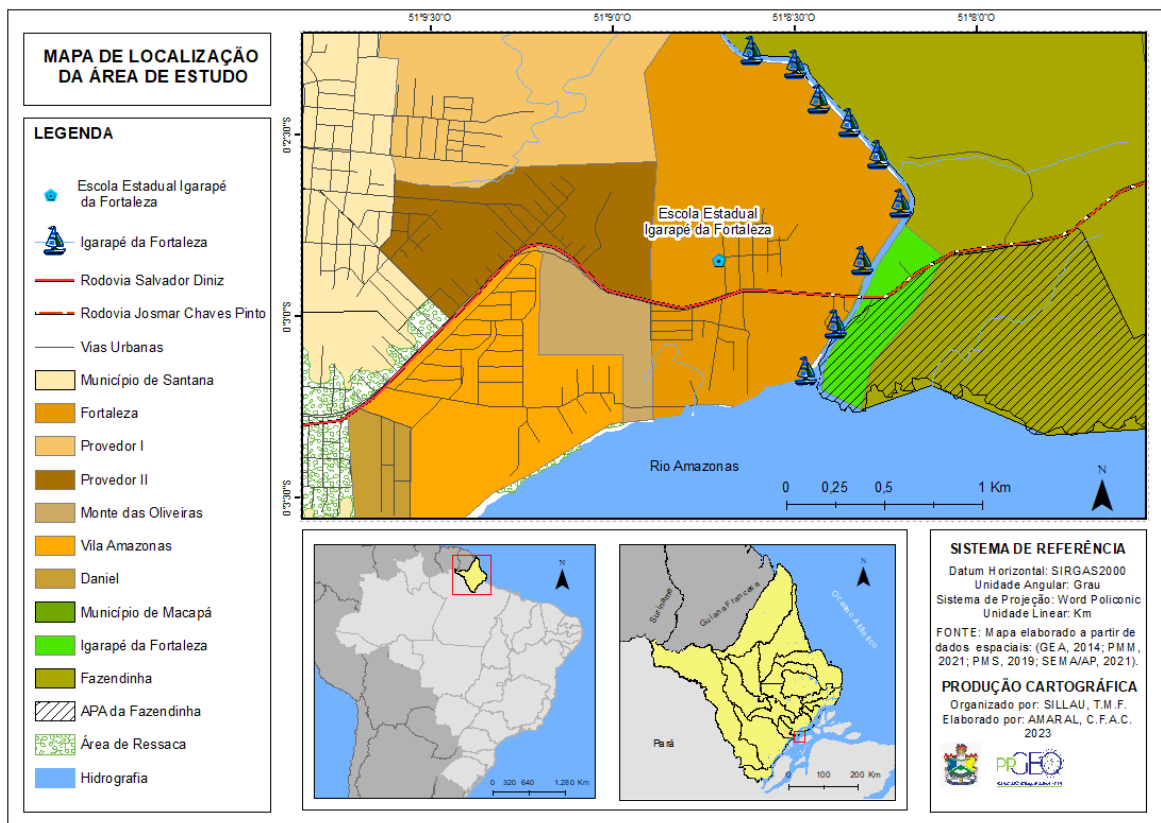 MAPA DE LOCALIZAÇÃO
DA ÁREA DE ESTUDO
LEGENDA
Escola Estadual Igarapé
da Fortaleza
Igarapé da Fortaleza
Rodovia Salvador Diniz
Rodovia Josmar Chaves Pinto
Vias Urbanas
Município de Santana
Fortaleza
Provedor I
Provedor II
Monte das Oliveiras
Vila Amazonas
Daniel
Município de Macapá
Igarapé da Fortaleza
Fazendinha
APA da Fazendinha
Área de Ressaca
Hidrografia
51°9'30"O
51°9'0"O
51°8'30"O
51°8'0"O
0°2'30"S
0°3'0"S
0°3'30"S
Escola Estadual
Igarapé da Fortaleza
Rio Amazonas
N
0 0,25 0,5 1 Km
N
0 320 640 1.280 Km
N
Suriname
Guiana Francesa
Oceano Atlântico
Pará
0 100 200 Km
SISTEMA DE REFERÊNCIA
Datum Horizontal: SIRGAS2000
Unidade Angular: Grau
Sistema de Projeção: Word Policonic
Unidade Linear: Km
FONTE: Mapa elaborado a partir de
dados espaciais: (GEA, 2014; PMM,
2021; PMS, 2019; SEMA/AP, 2021).
PRODUÇÃO CARTOGRÁFICA
Organizado por: SILLAU, T.M.F.
Elaborado por: AMARAL, C.F.A.C.
2023
PPGEO